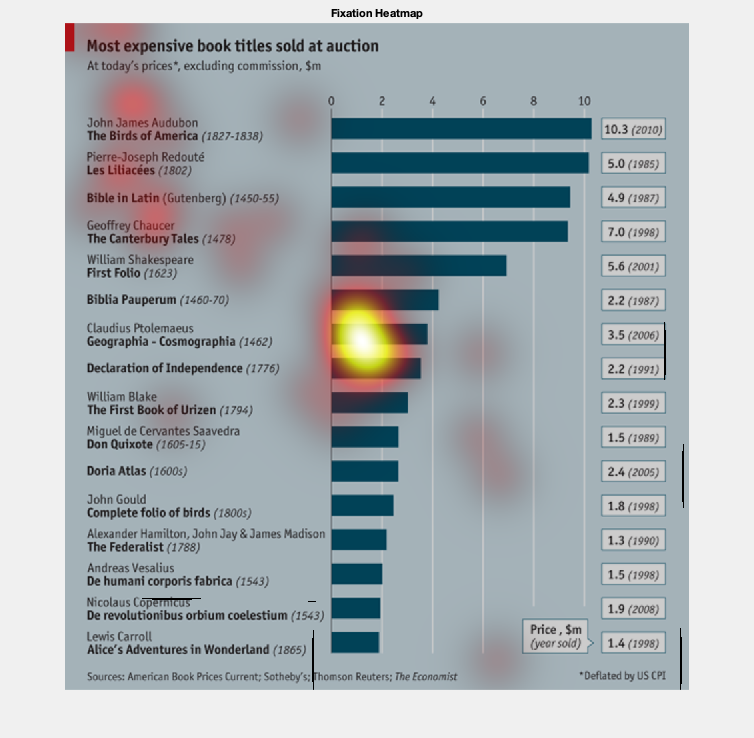 Fixation Heatmap
Most expensive book titles sold at auction
At today's prices*, excluding commission, $m
0 2 4 6 8 10
John James Audubon
The Birds of America (1827-1838) 10.3 (2010)
Pierre-Joseph Redouté
Les Liliacées (1802) 5.0 (1985)
Bible in Latin (Gutenberg) (1450-55) 4.9 (1987)
Geoffrey Chaucer
The Canterbury Tales (1478) 7.0 (1998)
William Shakespeare
First Folio (1623) 5.6 (2001)
Biblia Pauperum (1460-70) 2.2 (1987)
Claudius Ptolemaeus
Geographia - Cosmographia (1462) 3.5 (2006)
Declaration of Independence (1776) 2.2 (1991)
William Blake
The First Book of Urizen (1794) 2.3 (1999)
Miguel de Cervantes Saavedra
Don Quixote (1605-15) 1.5 (1989)
Doria Atlas (1600s) 2.4 (2005)
John Gould
Complete folio of birds (1800s) 1.8 (1998)
Alexander Hamilton, John Jay & James Madison
The Federalist (1788) 1.3 (1990)
Andreas Vesalius
De humani corporis fabrica (1543) 1.5 (1998)
Nicolaus Copernicus
De revolutionibus orbium coelestium (1543) 1.9 (2008)
Lewis Carroll
Alice's Adventures in Wonderland (1865) 1.4 (1998)
Price, $m
(year sold)
Sources: American Book Prices Current; Sotheby's; Thomson Reuters; The Economist
*Deflated by US CPI